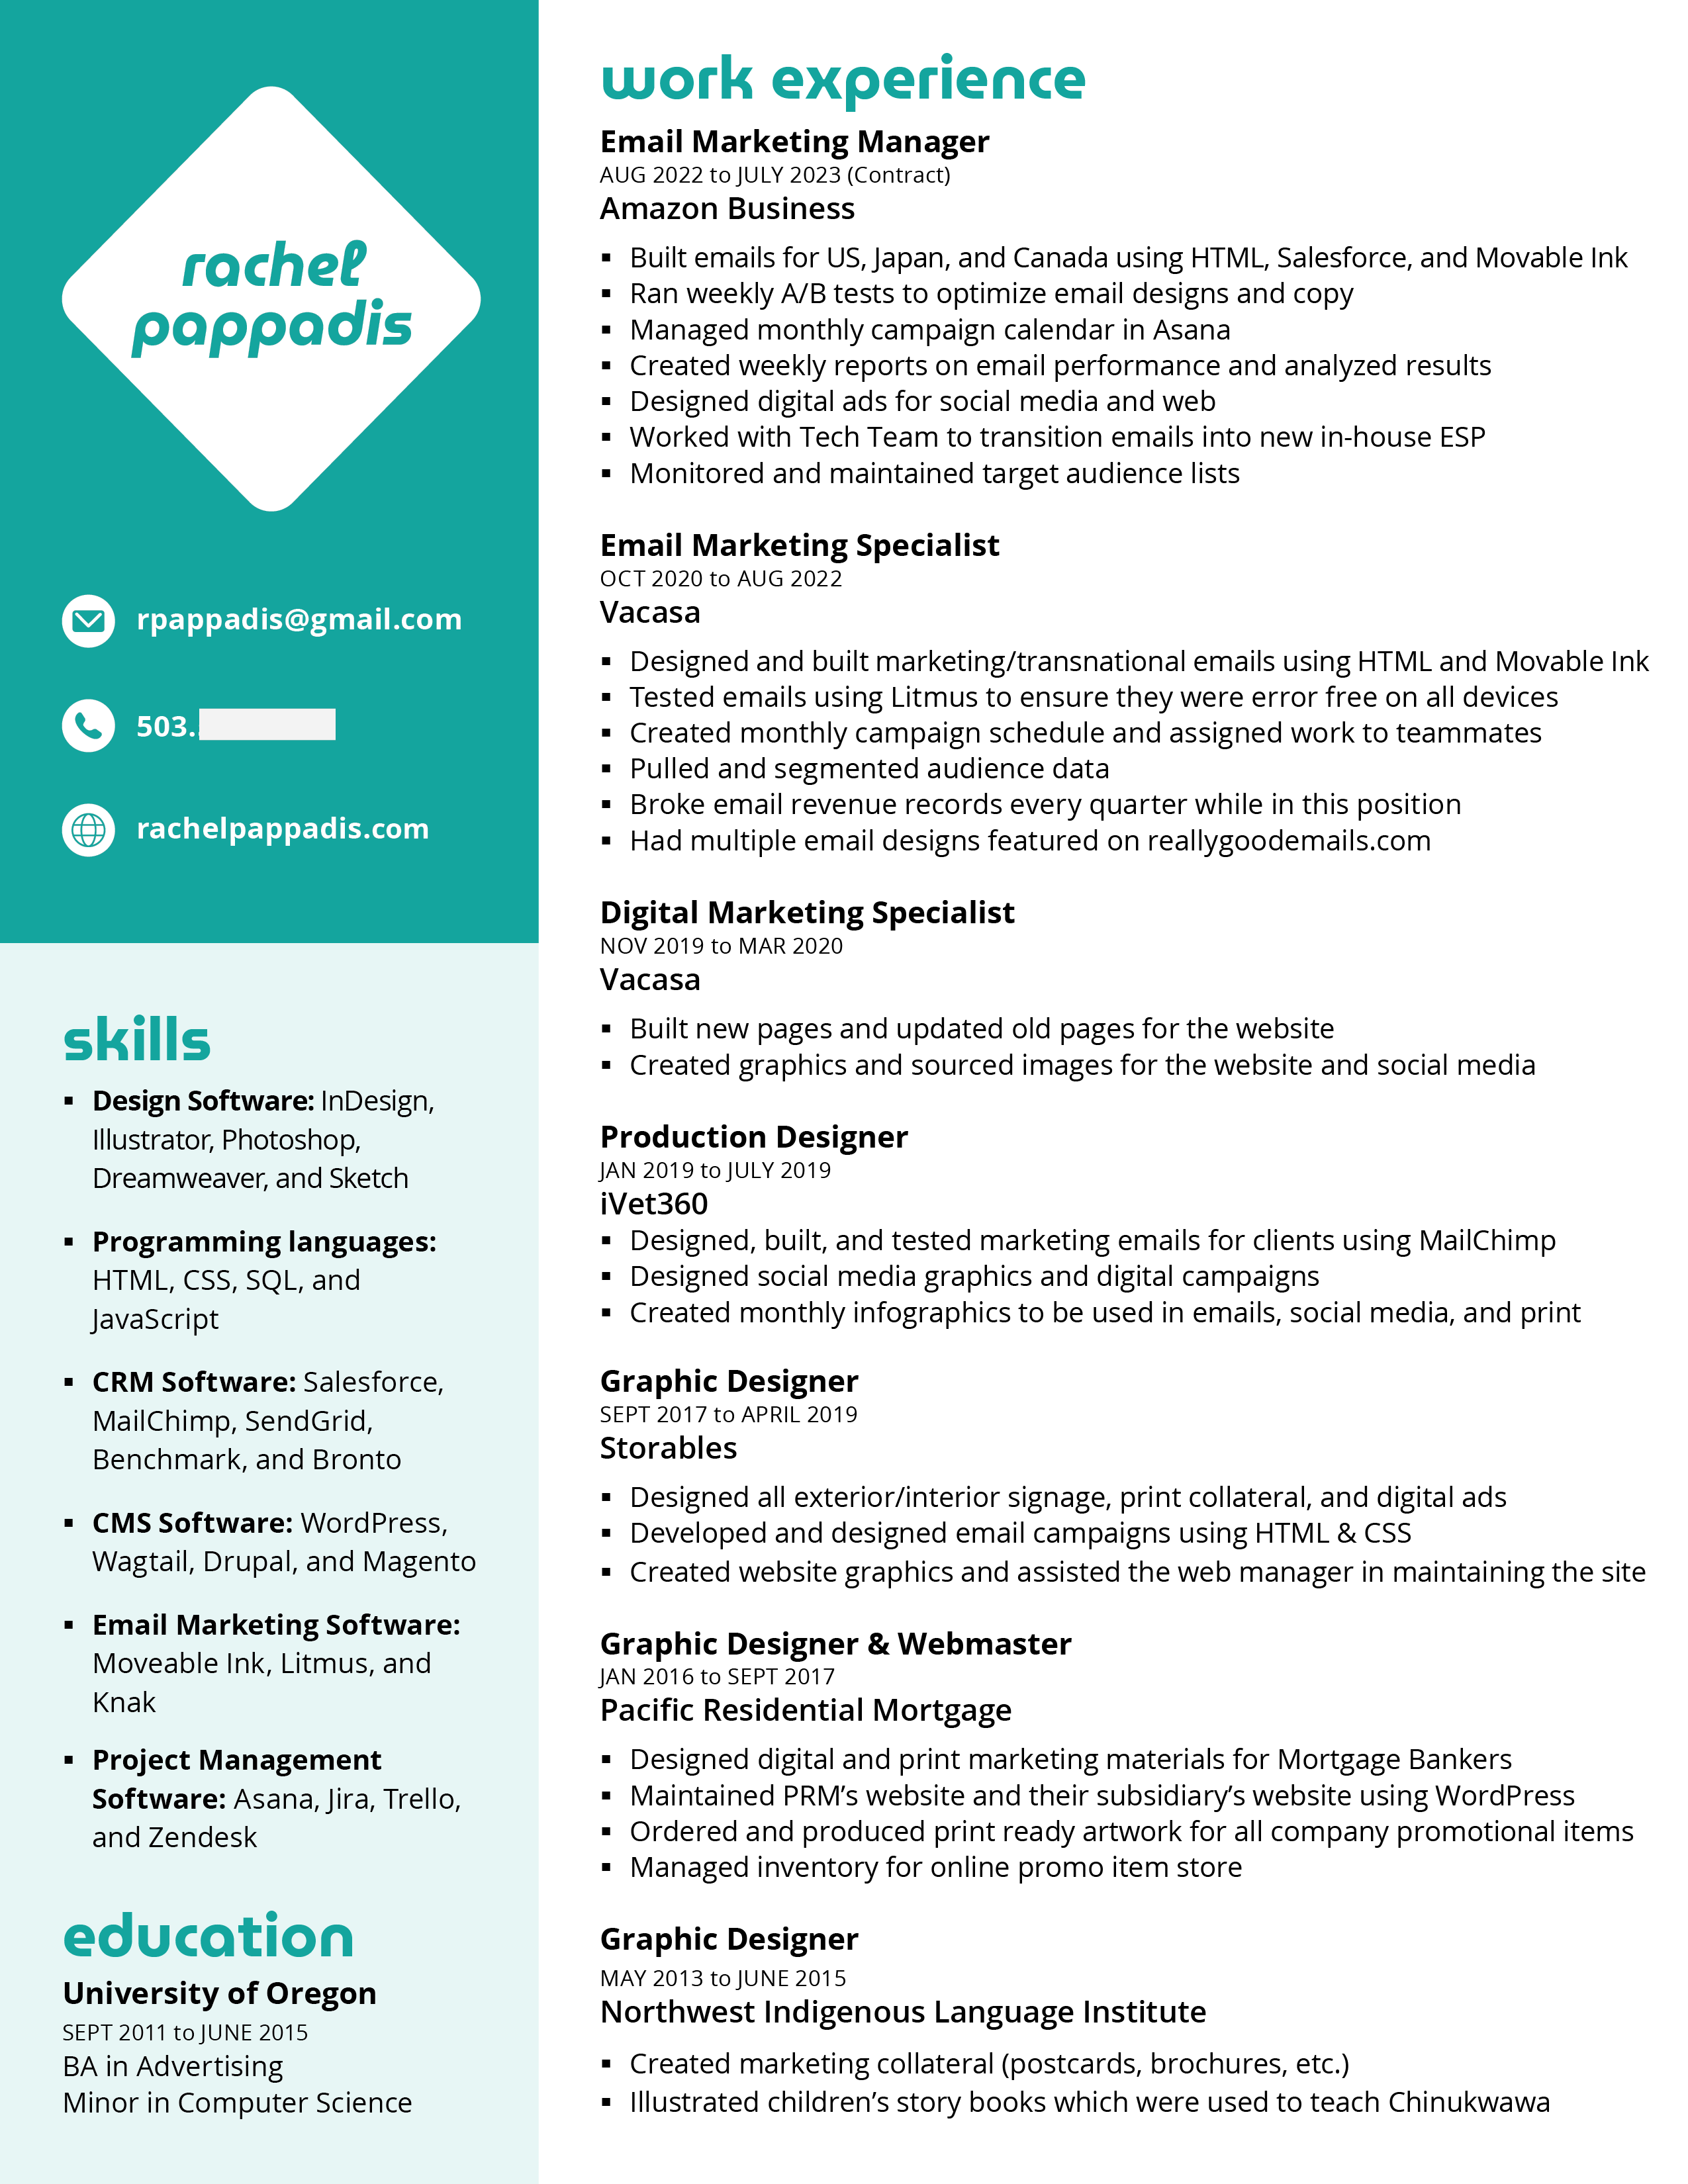 rachel
pappadis
rpappadis@gmail.com
503.
rachelpappadis.com
skills
▪ Design Software: InDesign,
Illustrator, Photoshop,
Dreamweaver, and Sketch
▪ Programming languages:
HTML, CSS, SQL, and
JavaScript
▪ CRM Software: Salesforce,
MailChimp, SendGrid,
Benchmark, and Bronto
▪ CMS Software: WordPress,
Wagtail, Drupal, and Magento
▪ Email Marketing Software:
Moveable Ink, Litmus, and
Knak
▪ Project Management
Software: Asana, Jira, Trello,
and Zendesk
education
University of Oregon
SEPT 2011 to JUNE 2015
BA in Advertising
Minor in Computer Science
work experience
Email Marketing Manager
AUG 2022 to JULY 2023 (Contract)
Amazon Business
▪ Built emails for US, Japan, and Canada using HTML, Salesforce, and Movable Ink
▪ Ran weekly A/B tests to optimize email designs and copy
▪ Managed monthly campaign calendar in Asana
▪ Created weekly reports on email performance and analyzed results
▪ Designed digital ads for social media and web
▪ Worked with Tech Team to transition emails into new in-house ESP
▪ Monitored and maintained target audience lists
Email Marketing Specialist
OCT 2020 to AUG 2022
Vacasa
▪ Designed and built marketing/transnational emails using HTML and Movable Ink
▪ Tested emails using Litmus to ensure they were error free on all devices
▪ Created monthly campaign schedule and assigned work to teammates
▪ Pulled and segmented audience data
▪ Broke email revenue records every quarter while in this position
▪ Had multiple email designs featured on reallygoodemails.com
Digital Marketing Specialist
NOV 2019 to MAR 2020
Vacasa
▪ Built new pages and updated old pages for the website
▪ Created graphics and sourced images for the website and social media
Production Designer
JAN 2019 to JULY 2019
iVet360
▪ Designed, built, and tested marketing emails for clients using MailChimp
▪ Designed social media graphics and digital campaigns
▪ Created monthly infographics to be used in emails, social media, and print
Graphic Designer
SEPT 2017 to APRIL 2019
Storables
▪ Designed all exterior/interior signage, print collateral, and digital ads
▪ Developed and designed email campaigns using HTML & CSS
▪ Created website graphics and assisted the web manager in maintaining the site
Graphic Designer & Webmaster
JAN 2016 to SEPT 2017
Pacific Residential Mortgage
▪ Designed digital and print marketing materials for Mortgage Bankers
▪ Maintained PRM’s website and their subsidiary’s website using WordPress
▪ Ordered and produced print ready artwork for all company promotional items
▪ Managed inventory for online promo item store
Graphic Designer
MAY 2013 to JUNE 2015
Northwest Indigenous Language Institute
▪ Created marketing collateral (postcards, brochures, etc.)
▪ Illustrated children’s story books which were used to teach Chinukwawa